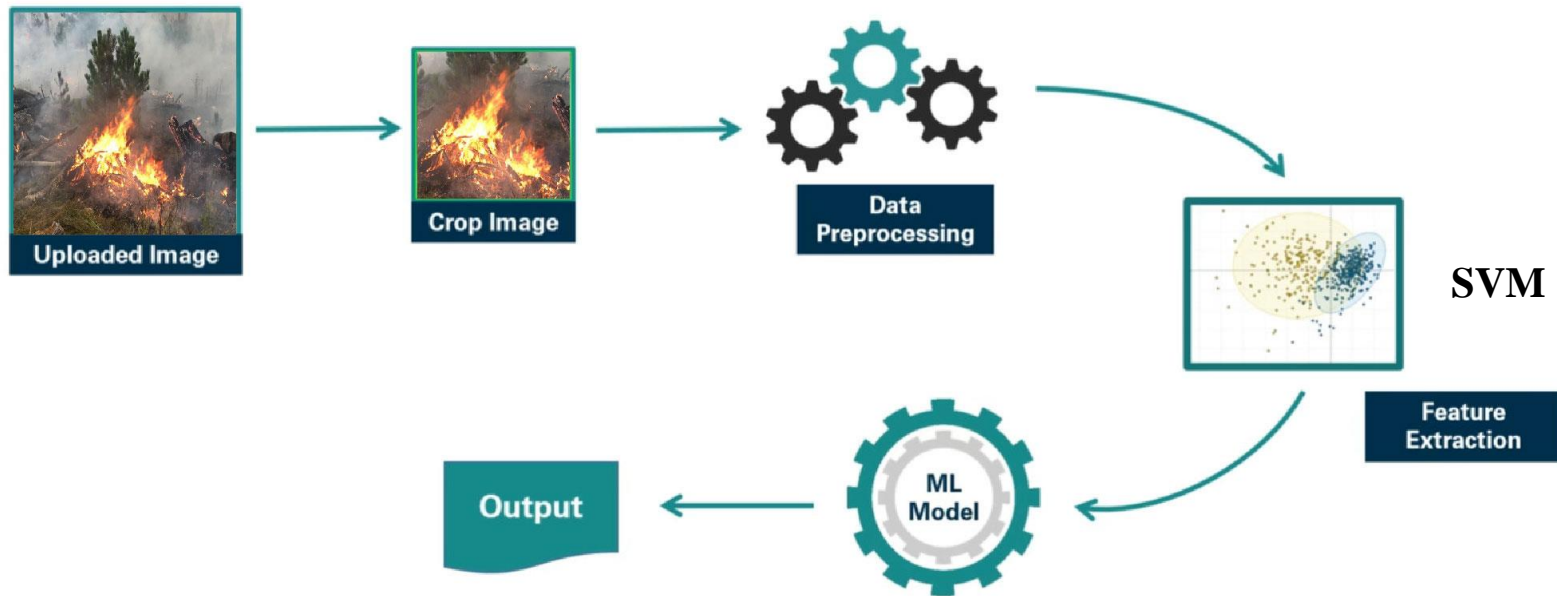 Uploaded Image
Crop Image
Data
Preprocessing
SVM
Feature
Extraction
ML
Model
Output